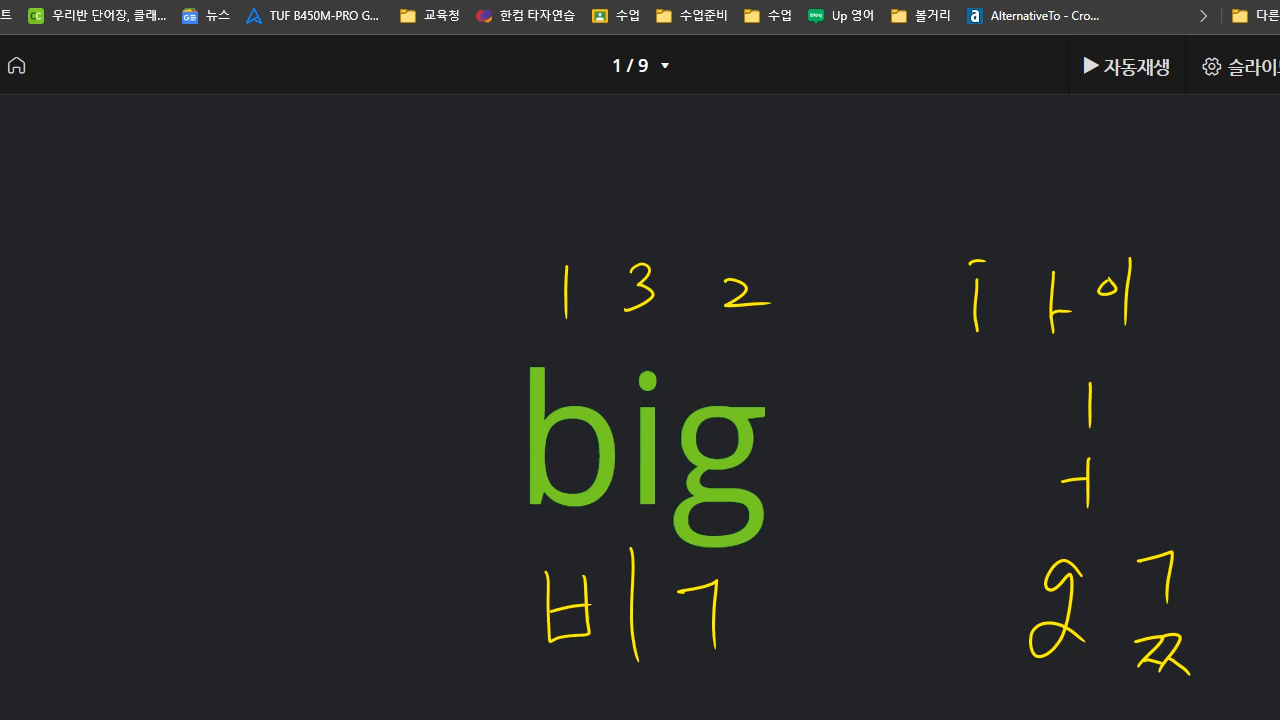 트 우리반 단어장, 클래... 뉴스 TUF B450M-PRO G... 교육청 한컴 타자연습 수업 수업준비 수업 Up 영어 볼거리 AlternativeTo - Cro... 다른
1 / 9 ▶ 자동재생 슬라이드
1 3 2 ī ㅏ이
big ㅣ
ㅓ
ㅂㅣㄱ g ㄱ
ㅈ